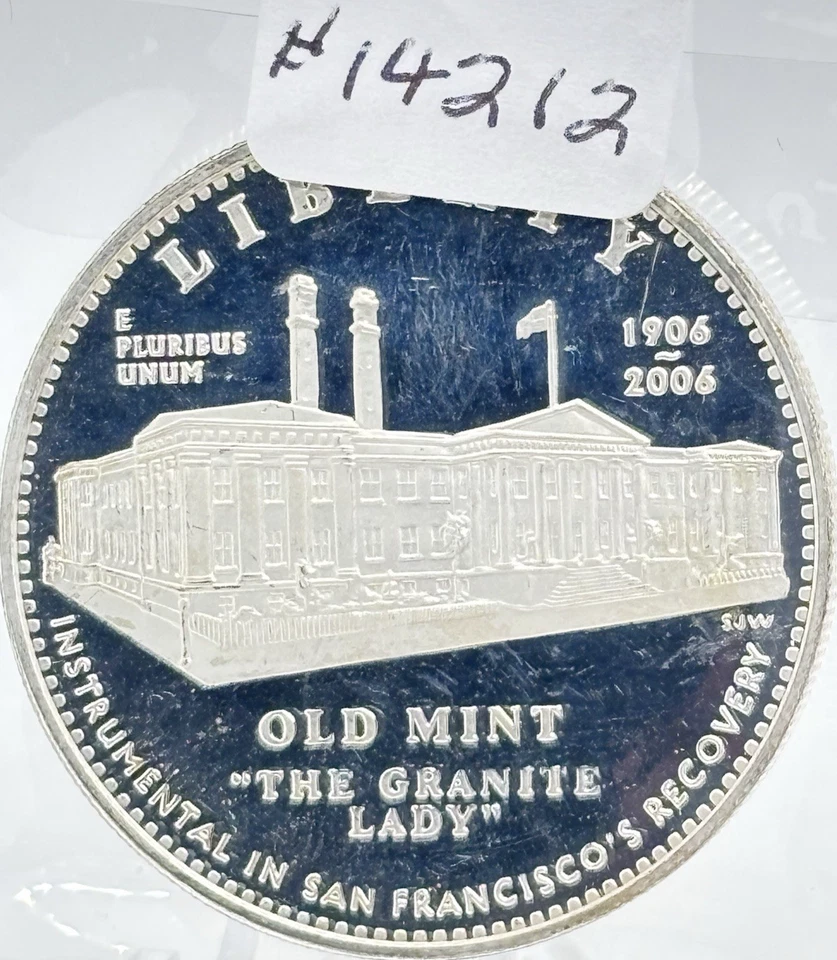 #14212
LIBERTY
E
PLURIBUS
UNUM
1906
~
2006
SJW
OLD MINT
"THE GRANITE
LADY"
INSTRUMENTAL IN SAN FRANCISCO'S RECOVERY